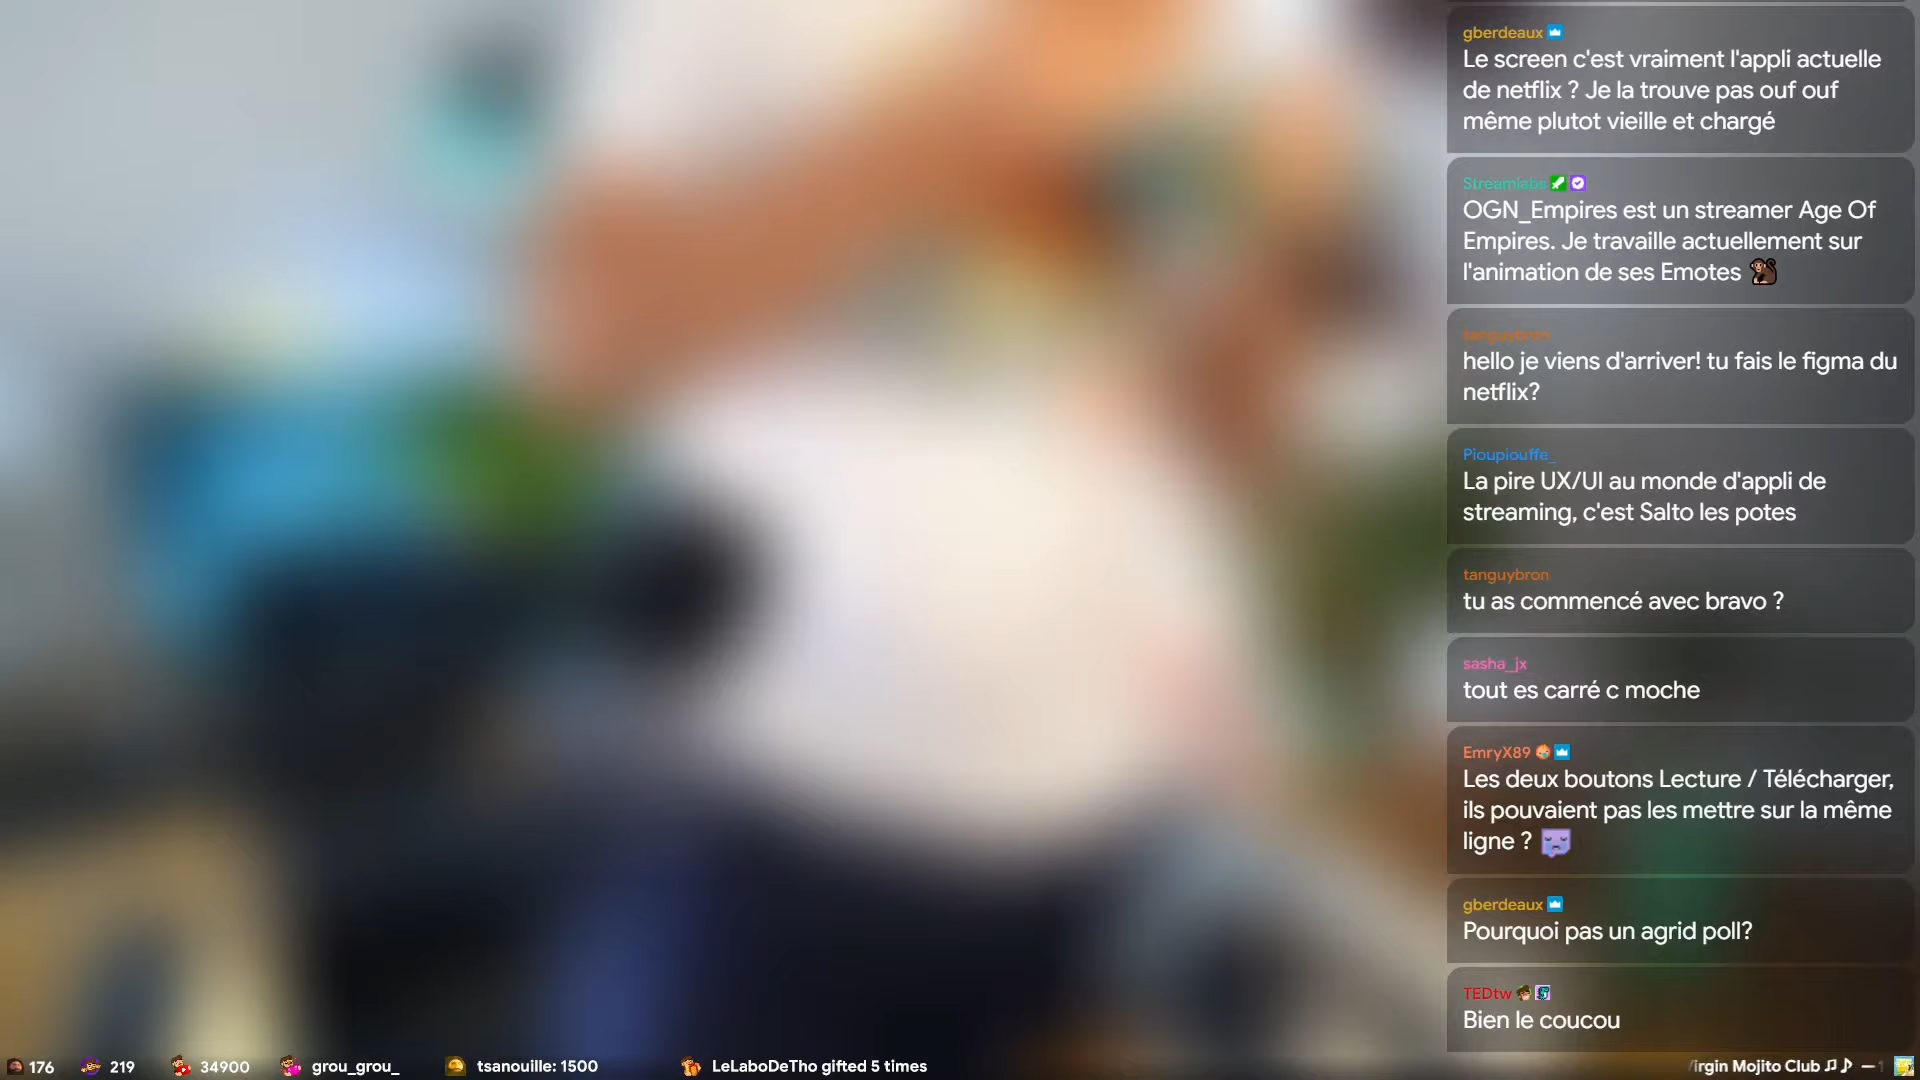 gberdeaux
Le screen c'est vraiment l'appli actuelle
de netflix ? Je la trouve pas ouf ouf
même plutot vieille et chargé
Streamlabs
OGN_Empires est un streamer Age Of
Empires. Je travaille actuellement sur
l'animation de ses Emotes
tanguybron
hello je viens d'arriver! tu fais le figma du
netflix?
Pioupiouffe_
La pire UX/UI au monde d'appli de
streaming, c'est Salto les potes
tanguybron
tu as commencé avec bravo ?
sasha_jx
tout es carré c moche
EmryX89
Les deux boutons Lecture / Télécharger,
ils pouvaient pas les mettre sur la même
ligne ?
gberdeaux
Pourquoi pas un agrid poll?
TEDtw
Bien le coucou
176 219 34900 grou_grou_ tsanouille: 1500 LeLaboDeTho gifted 5 times
Mojito Club ♫♪ —